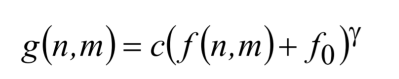 g(n,m) = c(f(n,m) + f₀)^γ